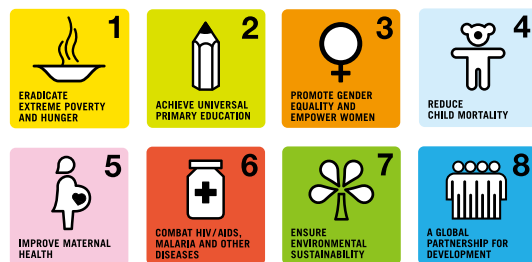 1
ERADICATE
EXTREME POVERTY
AND HUNGER
2
ACHIEVE UNIVERSAL
PRIMARY EDUCATION
3
PROMOTE GENDER
EQUALITY AND
EMPOWER WOMEN
4
REDUCE
CHILD MORTALITY
5
IMPROVE MATERNAL
HEALTH
6
COMBAT HIV/AIDS,
MALARIA AND OTHER
DISEASES
7
ENSURE
ENVIRONMENTAL
SUSTAINABILITY
8
A GLOBAL
PARTNERSHIP FOR
DEVELOPMENT